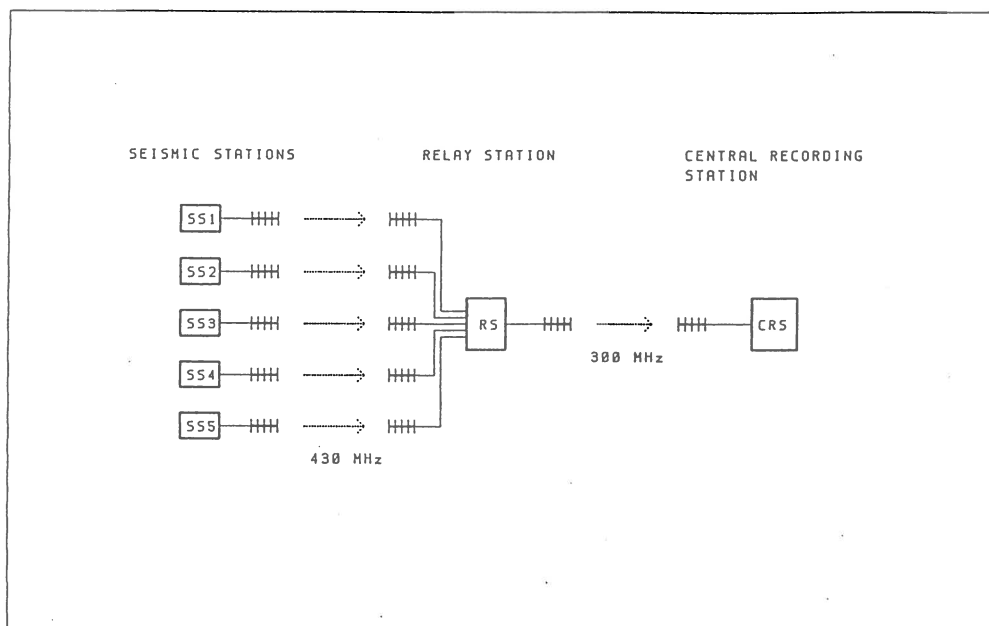 SEISMIC STATIONS
RELAY STATION
CENTRAL RECORDING
STATION
SS1
SS2
SS3
SS4
SS5
RS
CRS
300 MHz
430 MHz